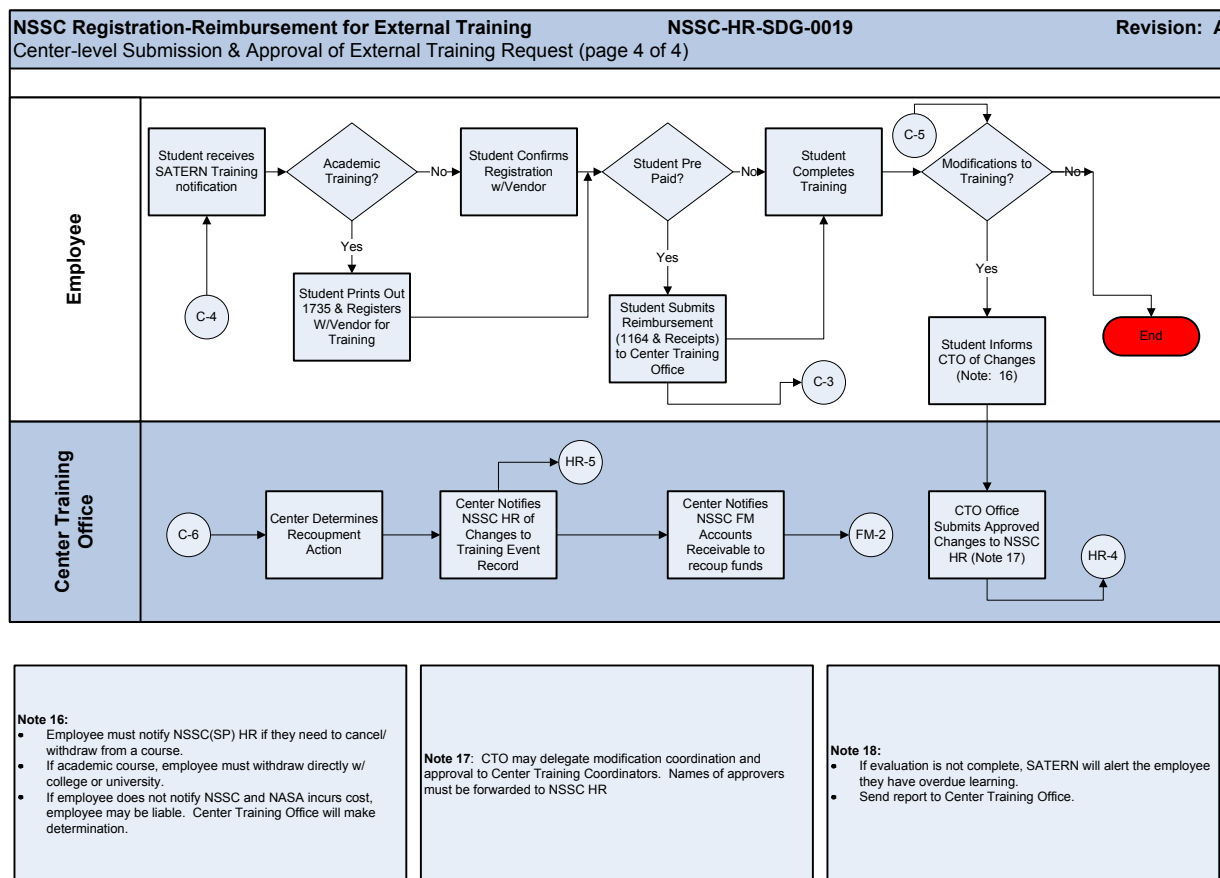 NSSC Registration-Reimbursement for External Training NSSC-HR-SDG-0019 Revision: A
Center-level Submission & Approval of External Training Request (page 4 of 4)
Employee
Student receives
SATERN Training
notification
Academic
Training?
No
Student Confirms
Registration
w/Vendor
Student Pre
Paid?
No
Student
Completes
Training
C-5
Modifications to
Training?
No
Yes
Yes
Yes
C-4
Student Prints Out
1735 & Registers
W/Vendor for
Training
Student Submits
Reimbursement
(1164 & Receipts)
to Center Training
Office
C-3
Student Informs
CTO of Changes
(Note: 16)
End
Center Training
Office
C-6
Center Determines
Recoupment
Action
Center Notifies
NSSC HR of
Changes to
Training Event
Record
HR-5
Center Notifies
NSSC FM
Accounts
Receivable to
recoup funds
FM-2
CTO Office
Submits Approved
Changes to NSSC
HR (Note 17)
HR-4
Note 16:
• Employee must notify NSSC(SP) HR if they need to cancel/
withdraw from a course.
• If academic course, employee must withdraw directly w/
college or university.
• If employee does not notify NSSC and NASA incurs cost,
employee may be liable. Center Training Office will make
determination.
Note 17: CTO may delegate modification coordination and
approval to Center Training Coordinators. Names of approvers
must be forwarded to NSSC HR
Note 18:
• If evaluation is not complete, SATERN will alert the employee
they have overdue learning.
• Send report to Center Training Office.